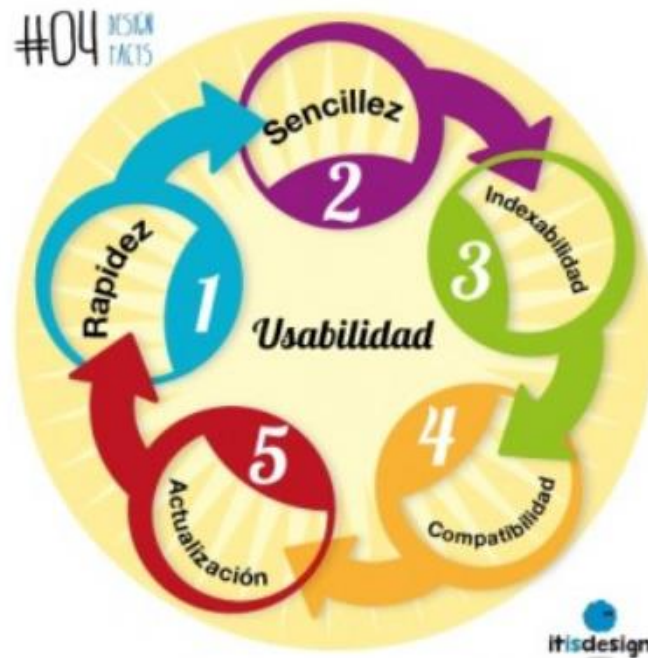 #04 DESIGN
FACTS
Rapidez
1
Sencillez
2
Indexabilidad
3
Compatibilidad
4
Actualización
5
Usabilidad
itisdesign